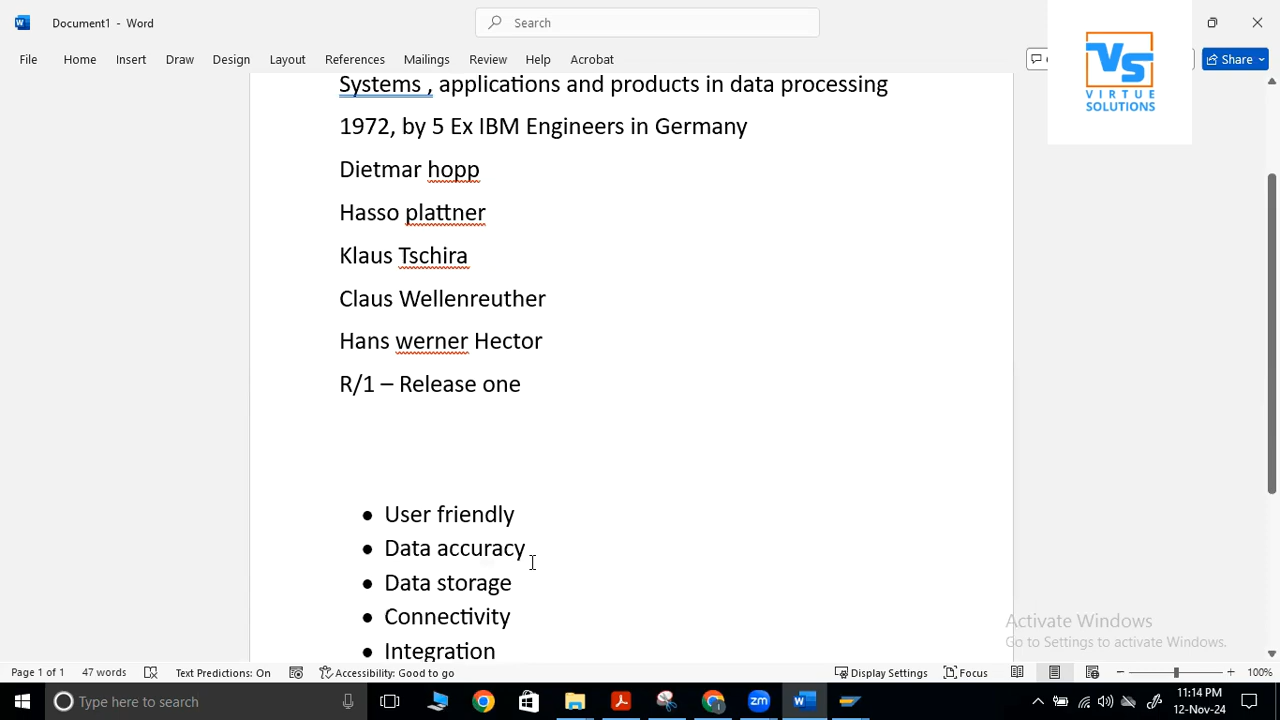 Document1 - Word
Search
VS
VIRTUE
SOLUTIONS
File Home Insert Draw Design Layout References Mailings Review Help Acrobat
Share
Systems , applications and products in data processing
1972, by 5 Ex IBM Engineers in Germany
Dietmar hopp
Hasso plattner
Klaus Tschira
Claus Wellenreuther
Hans werner Hector
R/1 – Release one
● User friendly
● Data accuracy
● Data storage
● Connectivity
● Integration
Activate Windows
Go to Settings to activate Windows.
Page 1 of 1 47 words Text Predictions: On Accessibility: Good to go Display Settings Focus 100%
Type here to search zm 11:14 PM
12-Nov-24